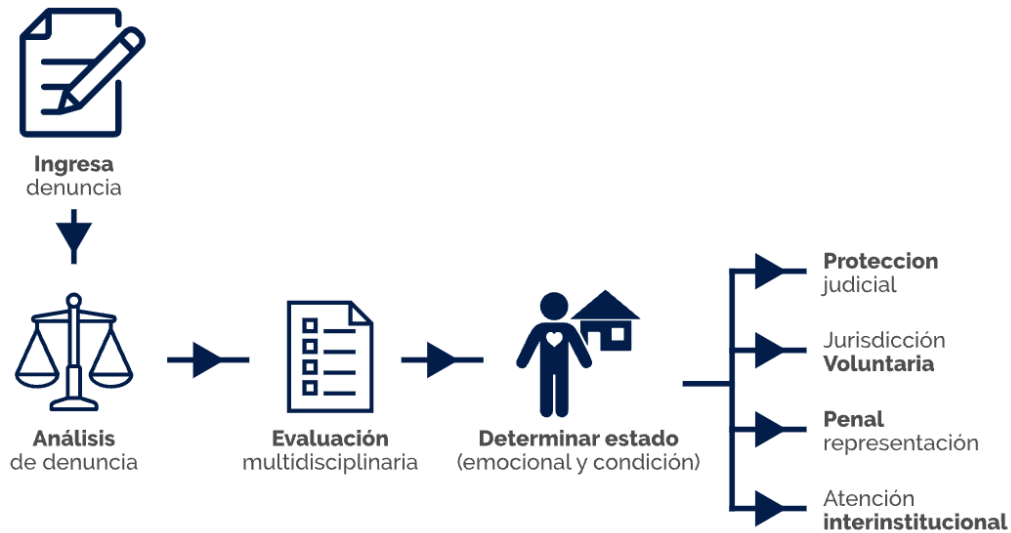 Ingresa
denuncia
Análisis
de denuncia
Evaluación
multidisciplinaria
Determinar estado
(emocional y condición)
Proteccion
judicial
Jurisdicción
Voluntaria
Penal
representación
Atención
interinstitucional